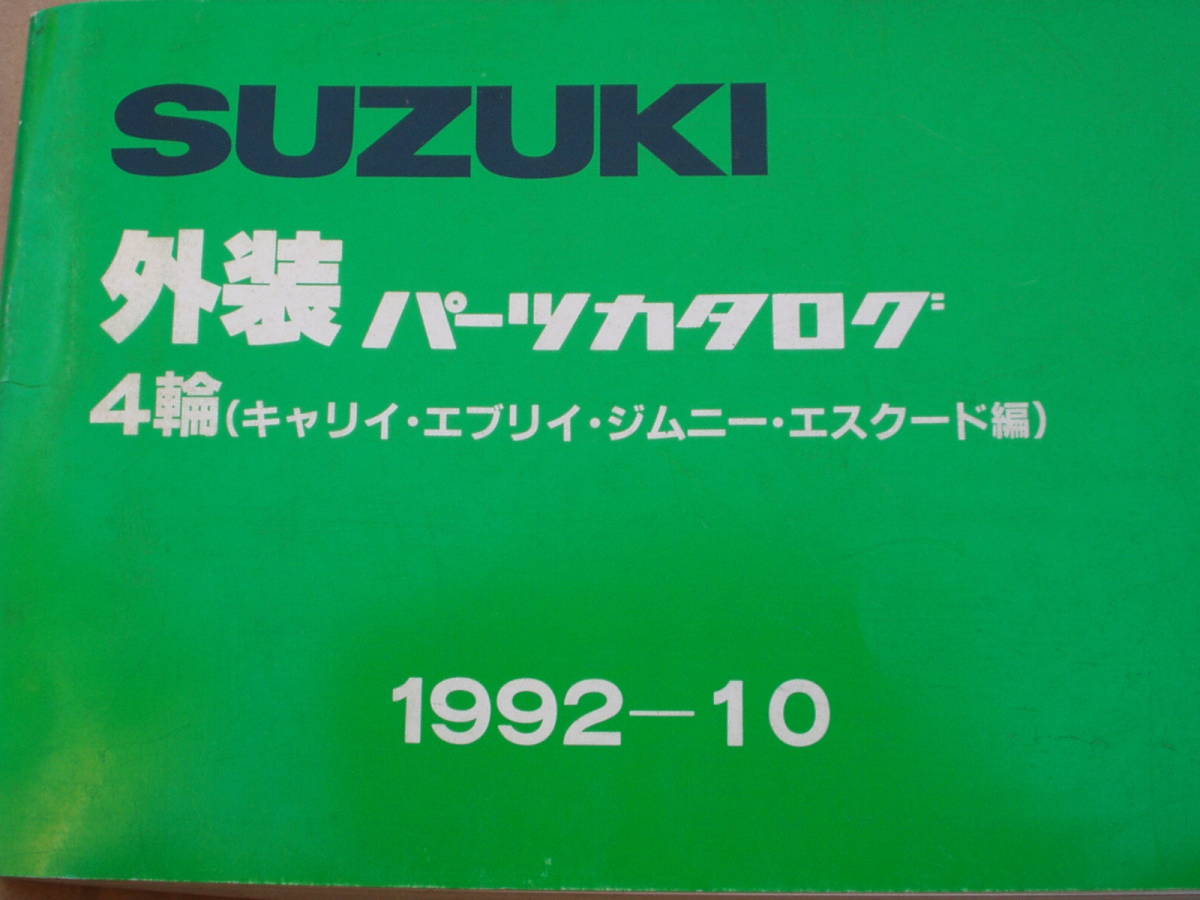 SUZUKI
外装 パーツカタログ
4輪(キャリイ・エブリイ・ジムニー・エスクード編)
1992-10